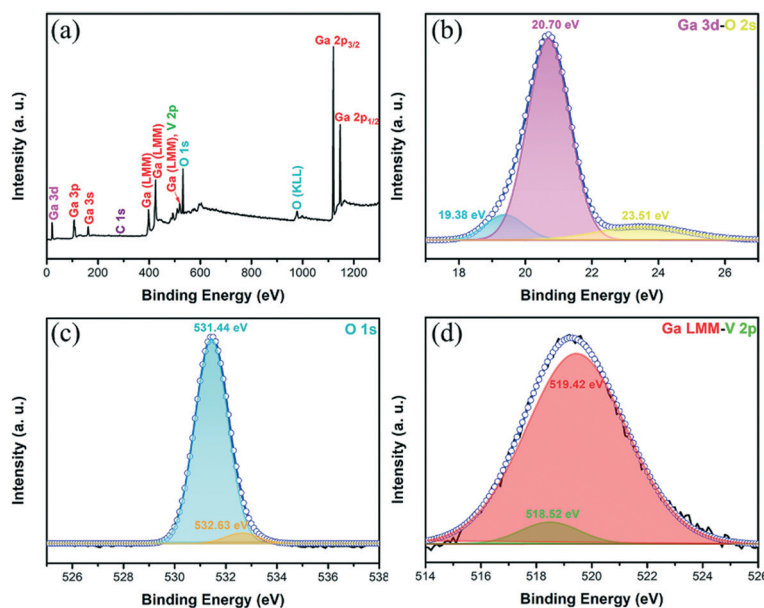 (a)
Ga 2p3/2
Ga 2p1/2
Ga 3d
Ga 3p
Ga 3s
C 1s
Ga (LMM)
Ga (LMM)
Ga (LMM), V 2p
O 1s
O (KLL)
Intensity (a. u.)
0 200 400 600 800 1000 1200
Binding Energy (eV)
(b)
20.70 eV
Ga 3d-O 2s
19.38 eV
23.51 eV
Intensity (a. u.)
18 20 22 24 26
Binding Energy (eV)
(c)
531.44 eV
O 1s
532.63 eV
Intensity (a. u.)
526 528 530 532 534 536 538
Binding Energy (eV)
(d)
Ga LMM-V 2p
519.42 eV
518.52 eV
Intensity (a. u.)
514 516 518 520 522 524 526
Binding Energy (eV)